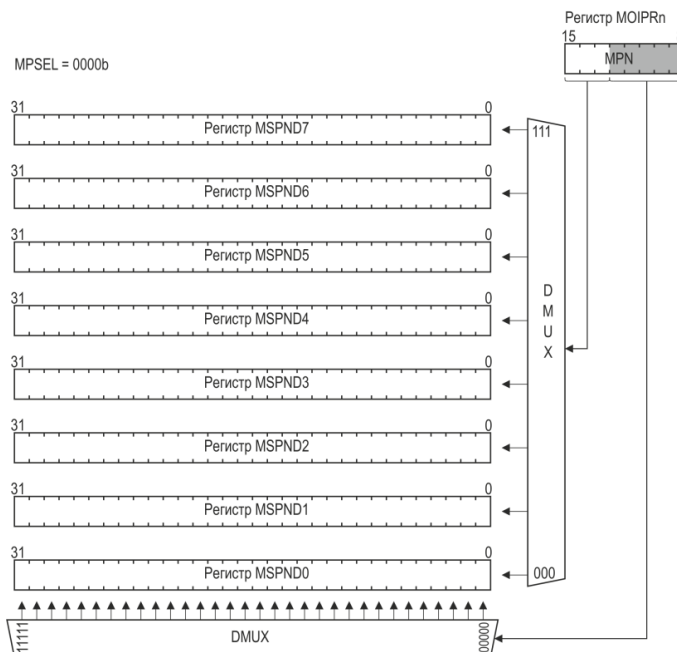 Регистр MOIPRn
15
MPN
MPSEL = 0000b
31 0
Регистр MSPND7
111
31 0
Регистр MSPND6
31 0
Регистр MSPND5
31 0
Регистр MSPND4
D
M
U
X
31 0
Регистр MSPND3
31 0
Регистр MSPND2
31 0
Регистр MSPND1
31 0
Регистр MSPND0
000
11111
DMUX
00000